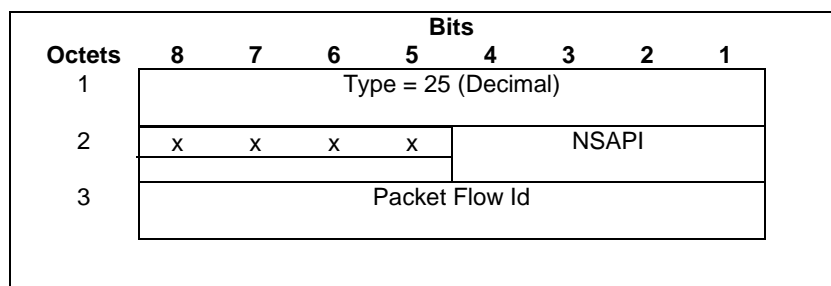 Bits
Octets 8 7 6 5 4 3 2 1
1 Type = 25 (Decimal)
2 x x x x NSAPI
3 Packet Flow Id